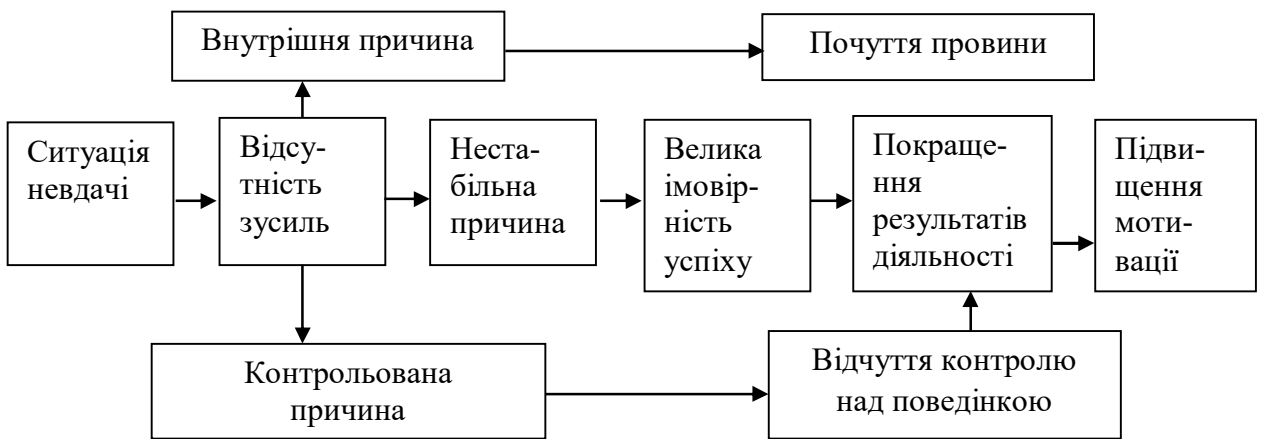 Внутрішня причина
Почуття провини
Ситуація
невдачі
Відсу-
тність
зусиль
Неста-
більна
причина
Велика
імовір-
ність
успіху
Покраще-
ння
результатів
діяльності
Підви-
щення
моти-
вації
Контрольована
причина
Відчуття контролю
над поведінкою